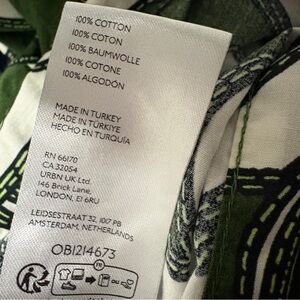 100% COTTON
100% COTON
100% BAUMWOLLE
100% COTONE
100% ALGODÓN
MADE IN TURKEY
MADE IN TÜRKIYE
HECHO EN TURQUÍA
RN 66170
CA 32054
URBN UK Ltd.
146 Brick Lane,
LONDON, E1 6RU
LEIDSESTRAAT 32, 1017 PB
AMSTERDAM, NETHERLANDS
OB1214673